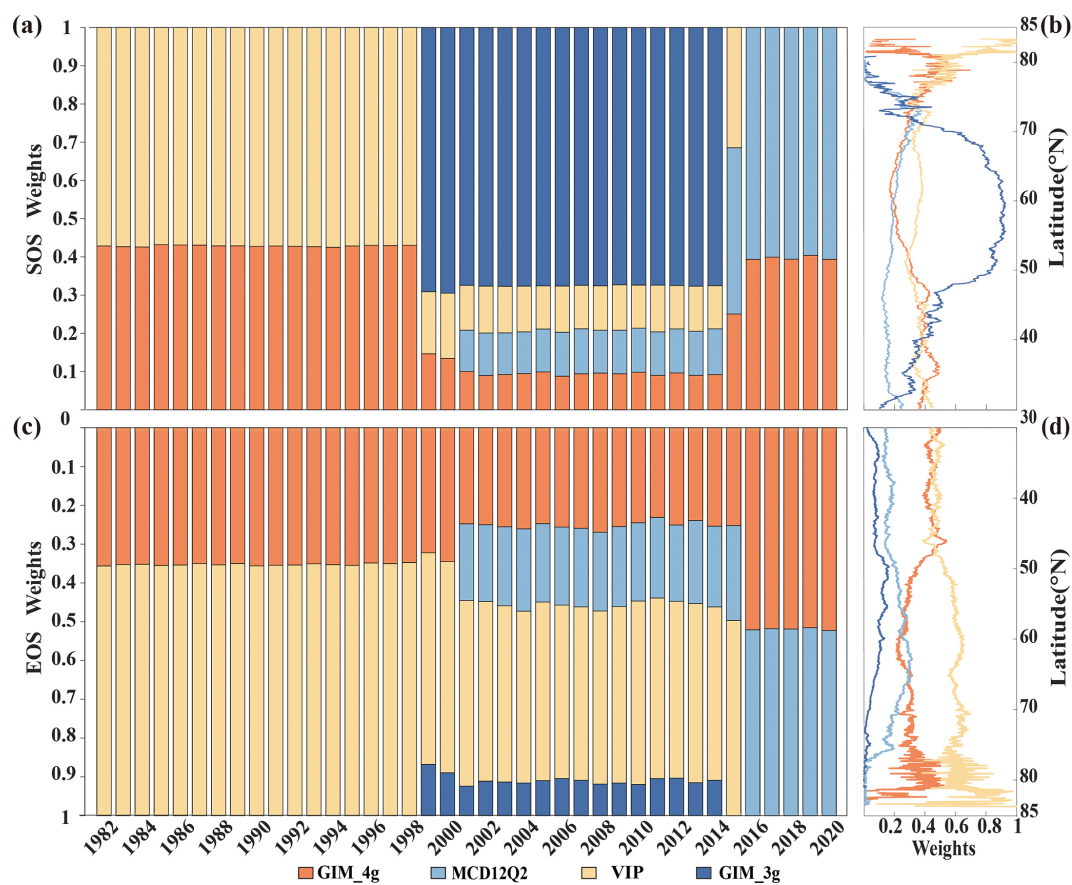 (a)
SOS Weights
1
0.9
0.8
0.7
0.6
0.5
0.4
0.3
0.2
0.1
0
(b)
85
80
70
60
50
40
30
Latitude(°N)
(c)
EOS Weights
0.1
0.2
0.3
0.4
0.5
0.6
0.7
0.8
0.9
1
1982 1984 1986 1988 1990 1992 1994 1996 1998 2000 2002 2004 2006 2008 2010 2012 2014 2016 2018 2020
(d)
40
50
60
70
80
85
Latitude(°N)
0.2 0.4 0.6 0.8 1
Weights
GIM_4g MCD12Q2 VIP GIM_3g